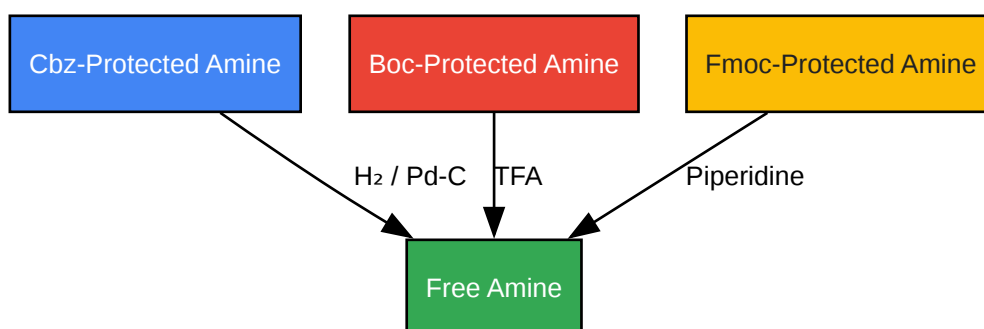 Cbz-Protected Amine
Boc-Protected Amine
Fmoc-Protected Amine
H₂ / Pd-C
TFA
Piperidine
Free Amine